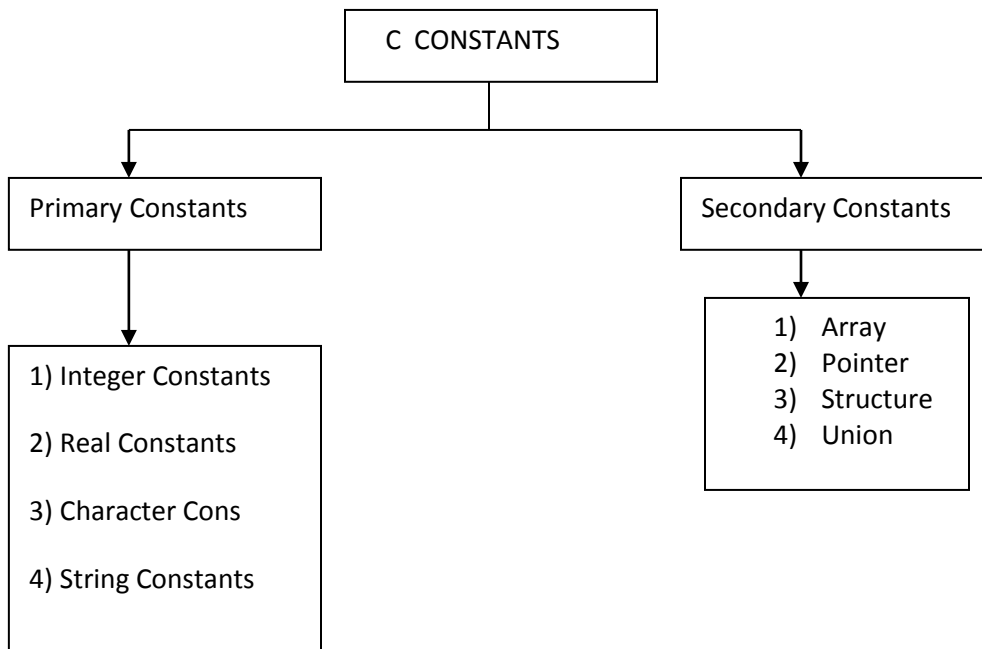 C CONSTANTS
Primary Constants
Secondary Constants
1) Integer Constants
2) Real Constants
3) Character Cons
4) String Constants
1) Array
2) Pointer
3) Structure
4) Union